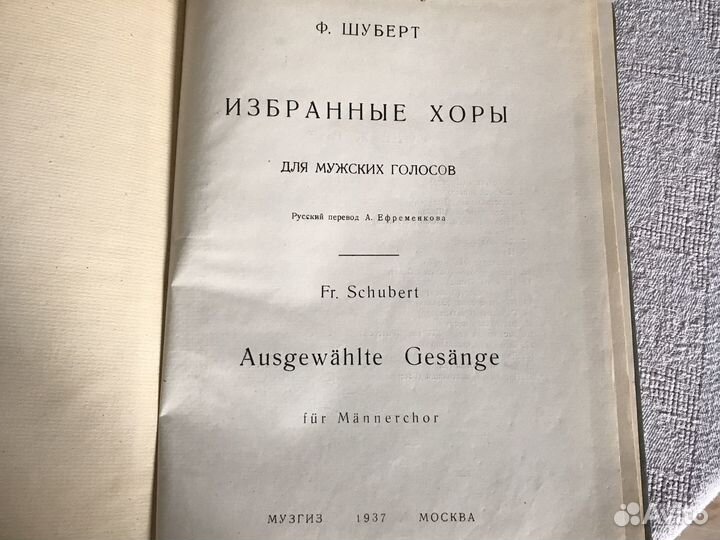 Ф. ШУБЕРТ
ИЗБРАННЫЕ ХОРЫ
ДЛЯ МУЖСКИХ ГОЛОСОВ
Русский перевод А. Ефременкова
Fr. Schubert
Ausgewählte Gesänge
für Männerchor
МУЗГИЗ 1937 МОСКВА
Avito